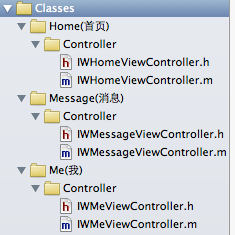 Classes
Home(首页)
Controller
IWHomeViewController.h
IWHomeViewController.m
Message(消息)
Controller
IWMessageViewController.h
IWMessageViewController.m
Me(我)
Controller
IWMeViewController.h
IWMeViewController.m